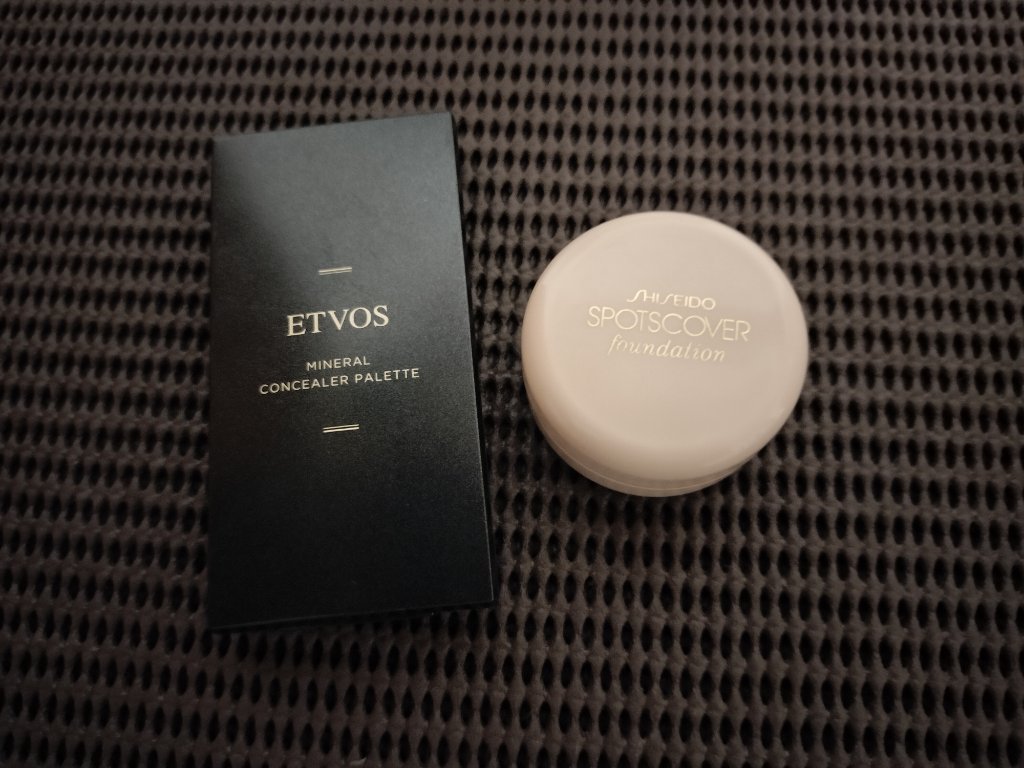 ETVOS
MINERAL
CONCEALER PALETTE
SHISEIDO
SPOTSCOVER
foundation